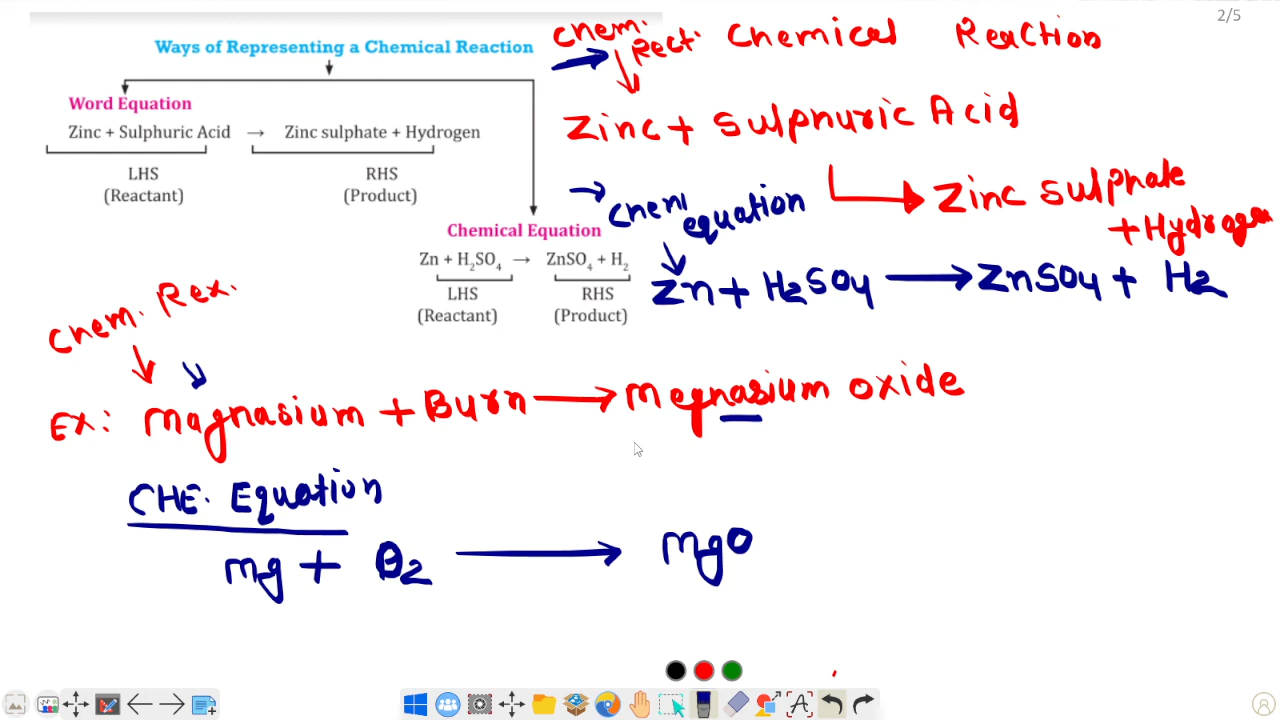 2/5
Ways of Representing a Chemical Reaction
Word Equation
Zinc + Sulphuric Acid → Zinc sulphate + Hydrogen
LHS RHS
(Reactant) (Product)
Chemical Equation
Zn + H₂SO₄ → ZnSO₄ + H₂
LHS RHS
(Reactant) (Product)
Chem. Rect. Chemical Reaction
Zinc + Sulphuric Acid
Zinc Sulphate
+ Hydrogen
→ Chem equation
Zn + H₂SO₄ → ZnSO₄ + H₂
Chem. Rex.
Ex: Magnasium + Burn → Megnasium oxide
CHE. Equation
Mg + O₂ → MgO